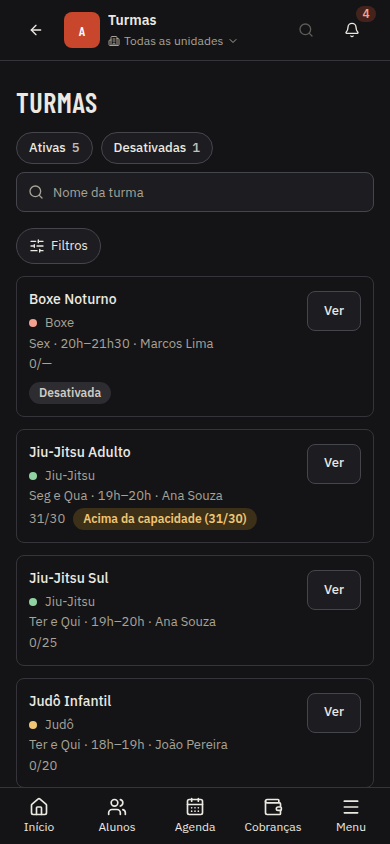 A
Turmas
Todas as unidades
4
TURMAS
Ativas 5
Desativadas 1
Nome da turma
Filtros
Boxe Noturno
Ver
Boxe
Sex · 20h–21h30 · Marcos Lima
0/—
Desativada
Jiu-Jitsu Adulto
Ver
Jiu-Jitsu
Seg e Qua · 19h–20h · Ana Souza
31/30 Acima da capacidade (31/30)
Jiu-Jitsu Sul
Ver
Jiu-Jitsu
Ter e Qui · 19h–20h · Ana Souza
0/25
Judô Infantil
Ver
Judô
Ter e Qui · 18h–19h · João Pereira
0/20
Início
Alunos
Agenda
Cobranças
Menu